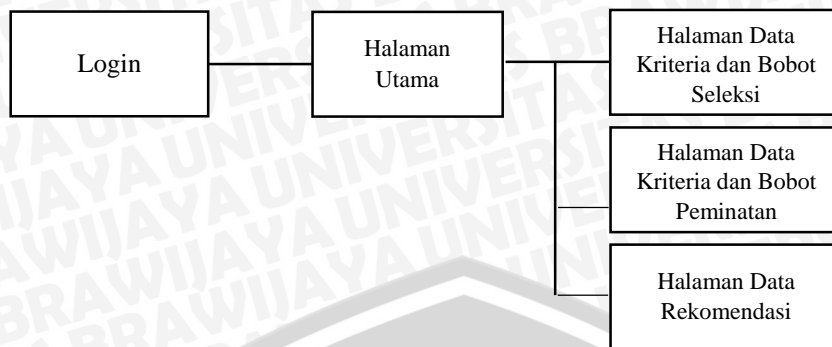 Login
Halaman
Utama
Halaman Data
Kriteria dan Bobot
Seleksi
Halaman Data
Kriteria dan Bobot
Peminatan
Halaman Data
Rekomendasi